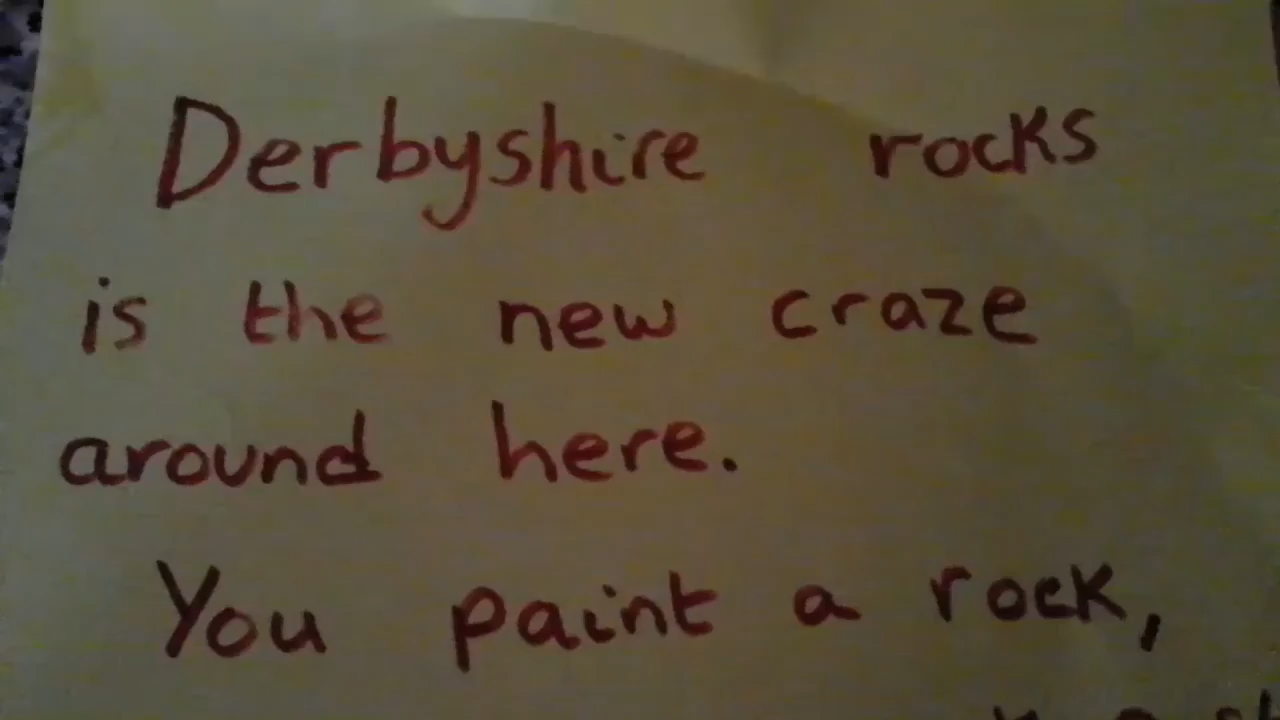 Derbyshire rocks
is the new craze
around here.
You paint a rock,